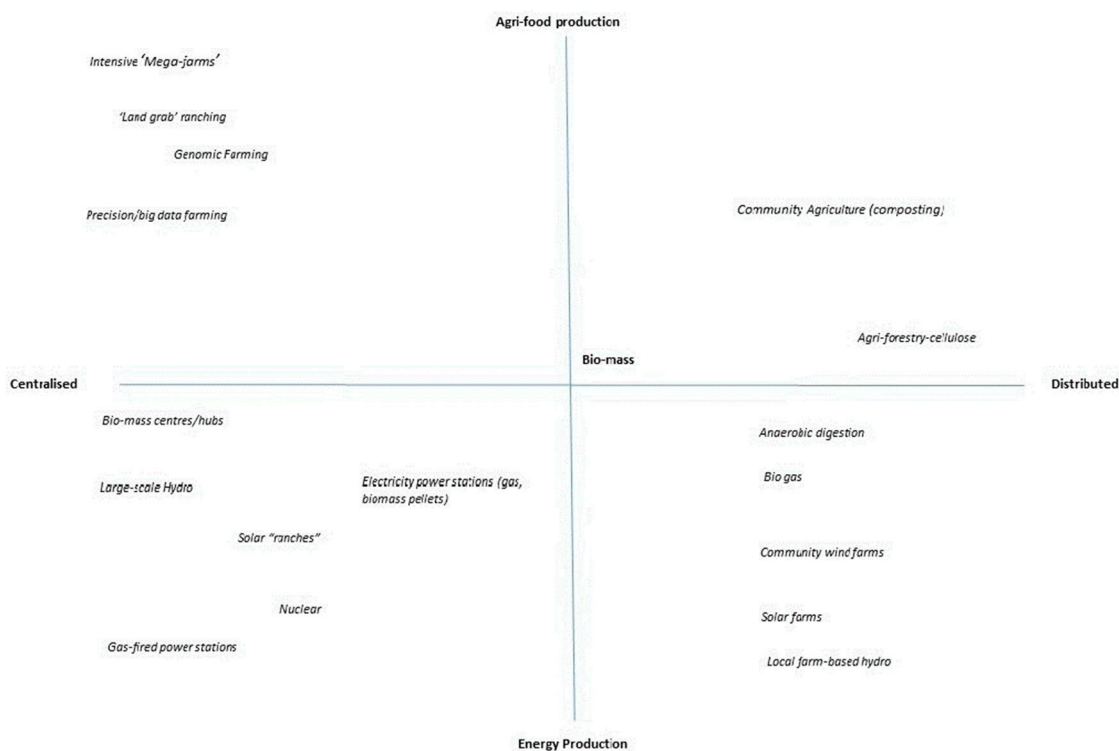 Agri-food production
Intensive ‘Mega-farms’
‘Land grab’ ranching
Genomic Farming
Precision/big data farming
Community Agriculture (composting)
Agri-forestry-cellulose
Bio-mass
Centralised
Distributed
Bio-mass centres/hubs
Anaerobic digestion
Large-scale Hydro
Electricity power stations (gas,
biomass pellets)
Bio gas
Solar “ranches”
Community wind farms
Nuclear
Solar farms
Gas-fired power stations
Local farm-based hydro
Energy Production